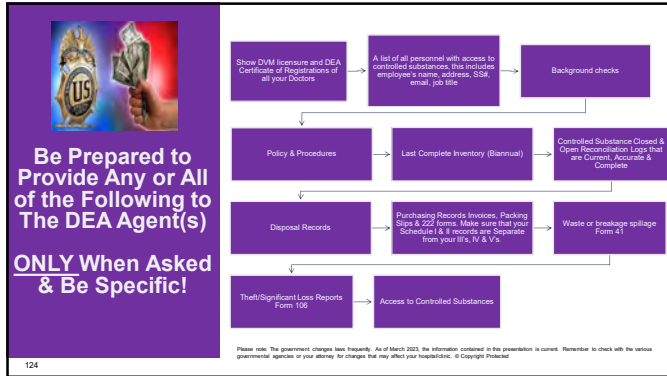 US
Be Prepared to
Provide Any or All
of the Following to
The DEA Agent(s)
ONLY When Asked
& Be Specific!
Show DVM licensure and DEA
Certificate of Registrations of
all your Doctors
A list of all personnel with access to
controlled substances, this includes
employee's name, address, SS#,
email, job title
Background checks
Policy & Procedures
Last Complete Inventory (Biannual)
Controlled Substance Closed &
Open Reconciliation Logs that
are Current, Accurate &
Complete
Disposal Records
Purchasing Records Invoices, Packing
Slips & 222 forms. Make sure that your
Schedule I & II records are Separate
from your III's, IV & V's.
Waste or breakage spillage
Form 41
Theft/Significant Loss Reports
Form 106
Access to Controlled Substances
Please note: The government changes laws frequently. As of March 2023, the information contained in this presentation is current. Remember to check with the various
governmental agencies or your attorney for changes that may affect your hospital/clinic. © Copyright Protected
124